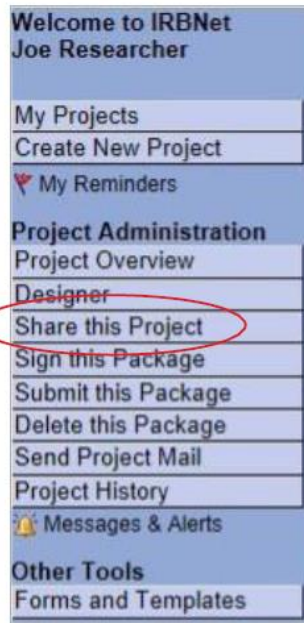 Welcome to IRBNet
Joe Researcher
My Projects
Create New Project
My Reminders
Project Administration
Project Overview
Designer
Share this Project
Sign this Package
Submit this Package
Delete this Package
Send Project Mail
Project History
Messages & Alerts
Other Tools
Forms and Templates